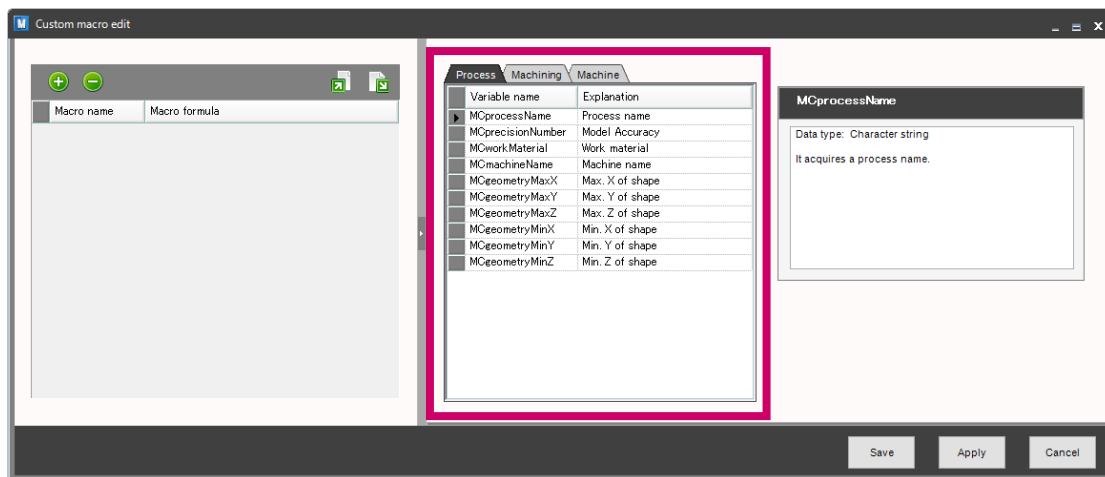 M Custom macro edit
Macro name Macro formula
Process Machining Machine
Variable name Explanation
MCprocessName Process name
MCprecisionNumber Model Accuracy
MCworkMaterial Work material
MCmachineName Machine name
MCgeometryMaxX Max. X of shape
MCgeometryMaxY Max. Y of shape
MCgeometryMaxZ Max. Z of shape
MCgeometryMinX Min. X of shape
MCgeometryMinY Min. Y of shape
MCgeometryMinZ Min. Z of shape
MCprocessName
Data type: Character string
It acquires a process name.
Save Apply Cancel